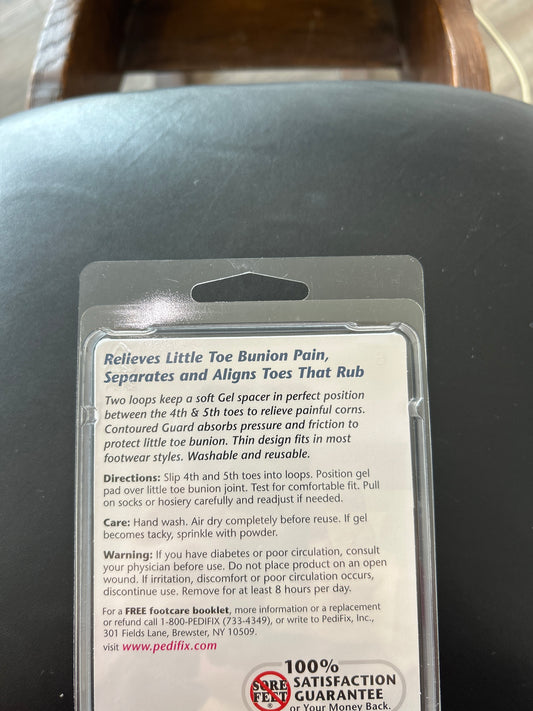 Relieves Little Toe Bunion Pain,
Separates and Aligns Toes That Rub
Two loops keep a soft Gel spacer in perfect position
between the 4th & 5th toes to relieve painful corns.
Contoured Guard absorbs pressure and friction to
protect little toe bunion. Thin design fits in most
footwear styles. Washable and reusable.
Directions: Slip 4th and 5th toes into loops. Position gel
pad over little toe bunion joint. Test for comfortable fit. Pull
on socks or hosiery carefully and readjust if needed.
Care: Hand wash. Air dry completely before reuse. If gel
becomes tacky, sprinkle with powder.
Warning: If you have diabetes or poor circulation, consult
your physician before use. Do not place product on an open
wound. If irritation, discomfort or poor circulation occurs,
discontinue use. Remove for at least 8 hours per day.
For a FREE footcare booklet, more information or a replacement
or refund call 1-800-PEDIFIX (733-4349), or write to PediFix, Inc.,
301 Fields Lane, Brewster, NY 10509.
visit www.pedifix.com
SORE
FEET
®
100%
SATISFACTION
GUARANTEE
or Your Money Back.